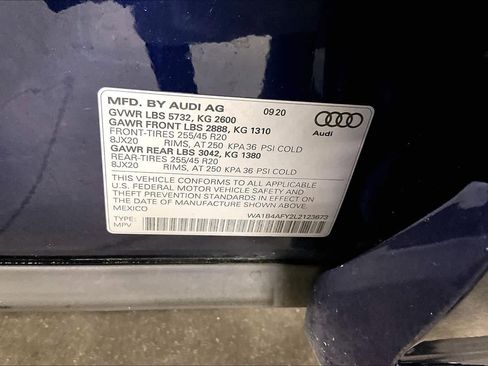 MFD. BY AUDI AG 09 20
GVWR LBS 5732, KG 2600
GAWR FRONT LBS 2888, KG 1310
FRONT-TIRES 255/45 R20
8JX20 RIMS, AT 250 KPA 36 PSI COLD
GAWR REAR LBS 3042, KG 1380
REAR-TIRES 255/45 R20
8JX20 RIMS, AT 250 KPA 36 PSI COLD
THIS VEHICLE CONFORMS TO ALL APPLICABLE
U.S. FEDERAL MOTOR VEHICLE SAFETY AND
THEFT PREVENTION STANDARDS IN EFFECT ON
THE DATE OF MANUFACTURE SHOWN ABOVE.
MEXICO
TYPE:
MPV
WA1B4AFY2L2123673
Audi